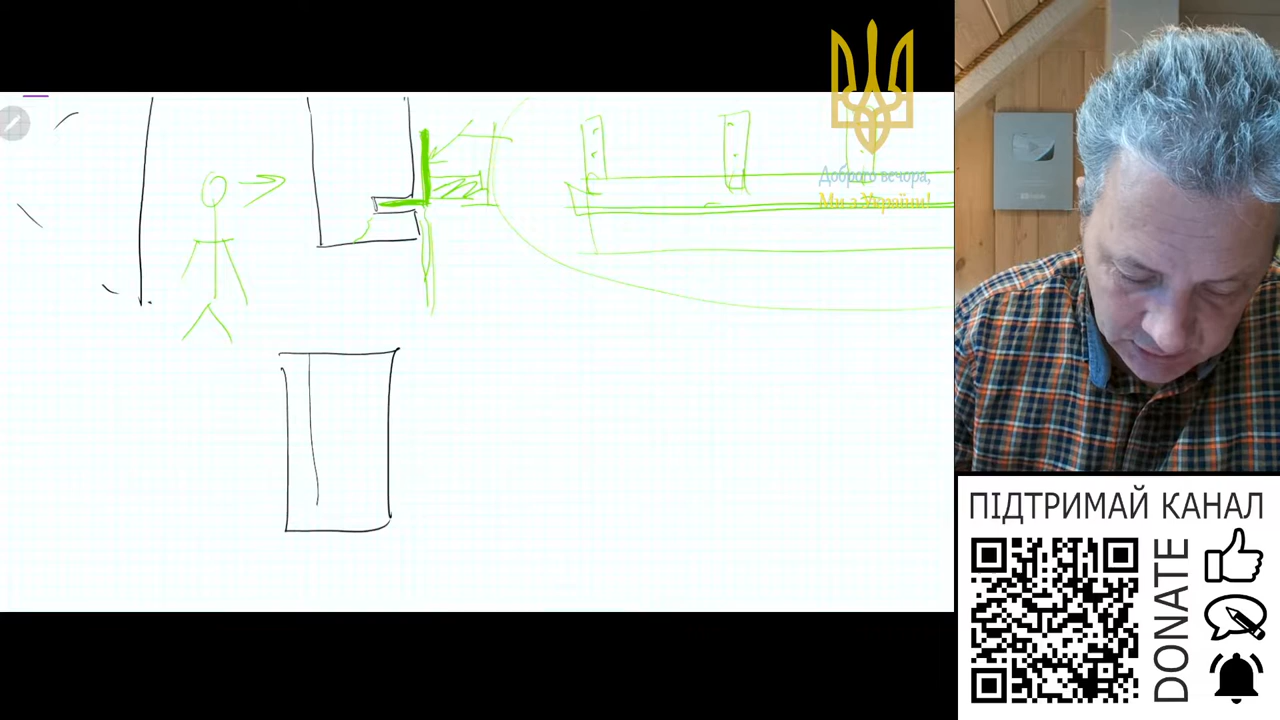 Доброго вечора,
Ми з України!
ПІДТРИМАЙ КАНАЛ
DONATE